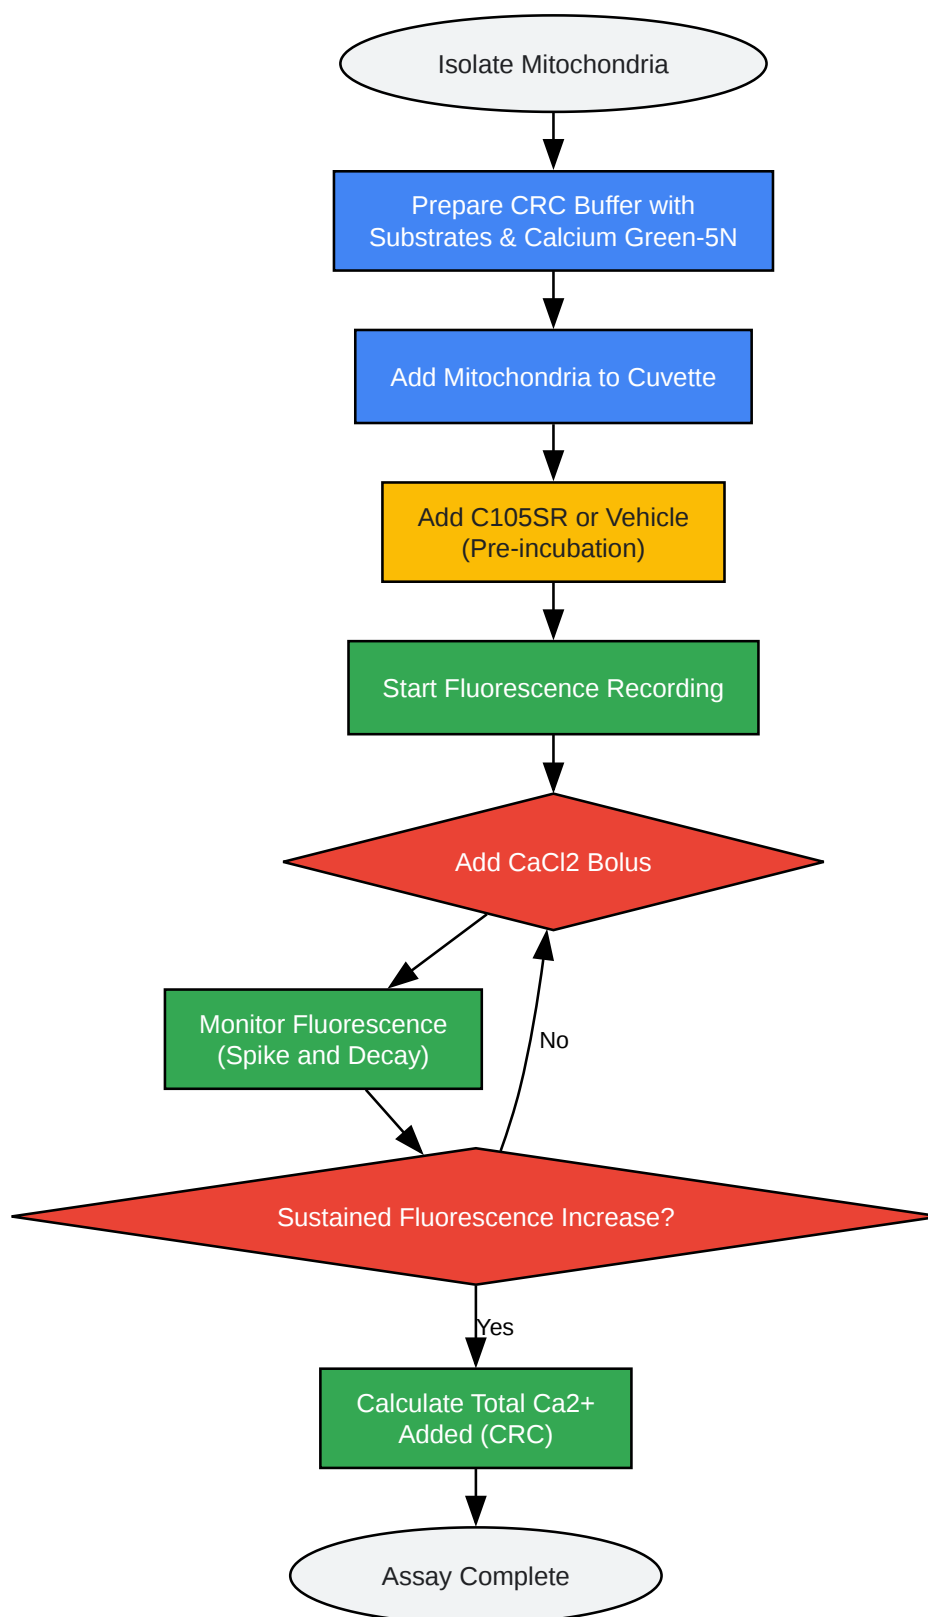 Isolate Mitochondria
Prepare CRC Buffer with
Substrates & Calcium Green-5N
Add Mitochondria to Cuvette
Add C105SR or Vehicle
(Pre-incubation)
Start Fluorescence Recording
Add CaCl2 Bolus
Monitor Fluorescence
(Spike and Decay)
No
Sustained Fluorescence Increase?
Yes
Calculate Total Ca2+
Added (CRC)
Assay Complete